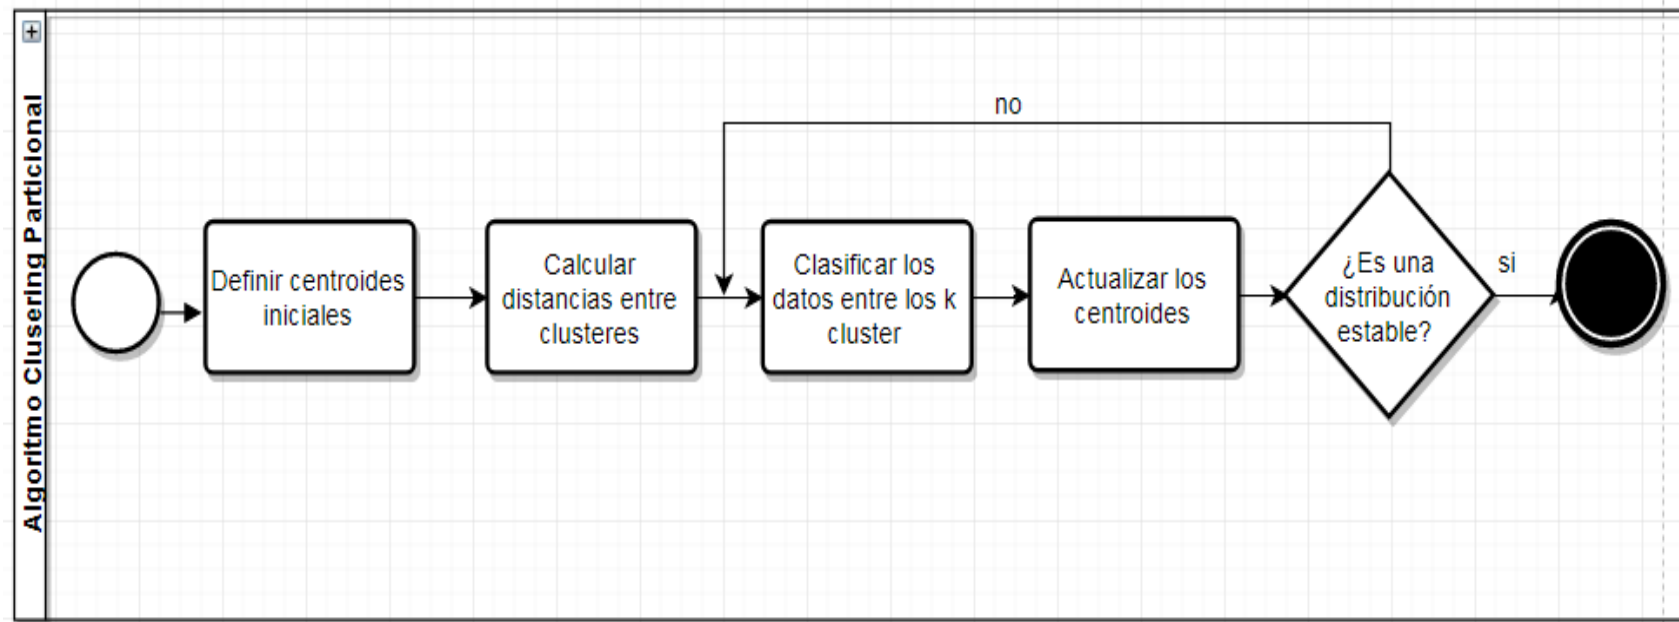 Algoritmo Clusering Particional
no
Definir centroides
iniciales
Calcular
distancias entre
clusteres
Clasificar los
datos entre los k
cluster
Actualizar los
centroides
¿Es una
distribución
estable?
si